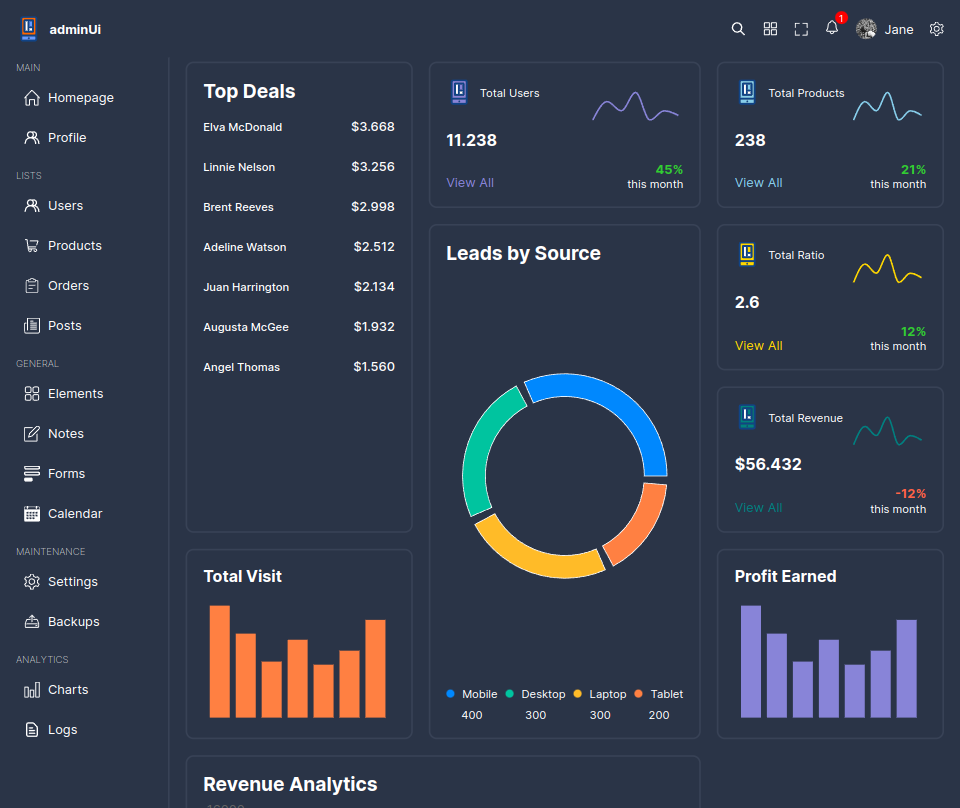 adminUi
1
Jane
MAIN
Homepage
Profile
LISTS
Users
Products
Orders
Posts
GENERAL
Elements
Notes
Forms
Calendar
MAINTENANCE
Settings
Backups
ANALYTICS
Charts
Logs
Top Deals
Elva McDonald $3.668
Linnie Nelson $3.256
Brent Reeves $2.998
Adeline Watson $2.512
Juan Harrington $2.134
Augusta McGee $1.932
Angel Thomas $1.560
Total Users
11.238
View All
45%
this month
Total Products
238
View All
21%
this month
Leads by Source
Mobile Desktop Laptop Tablet
400 300 300 200
Total Ratio
2.6
View All
12%
this month
Total Revenue
$56.432
View All
-12%
this month
Total Visit
Profit Earned
Revenue Analytics